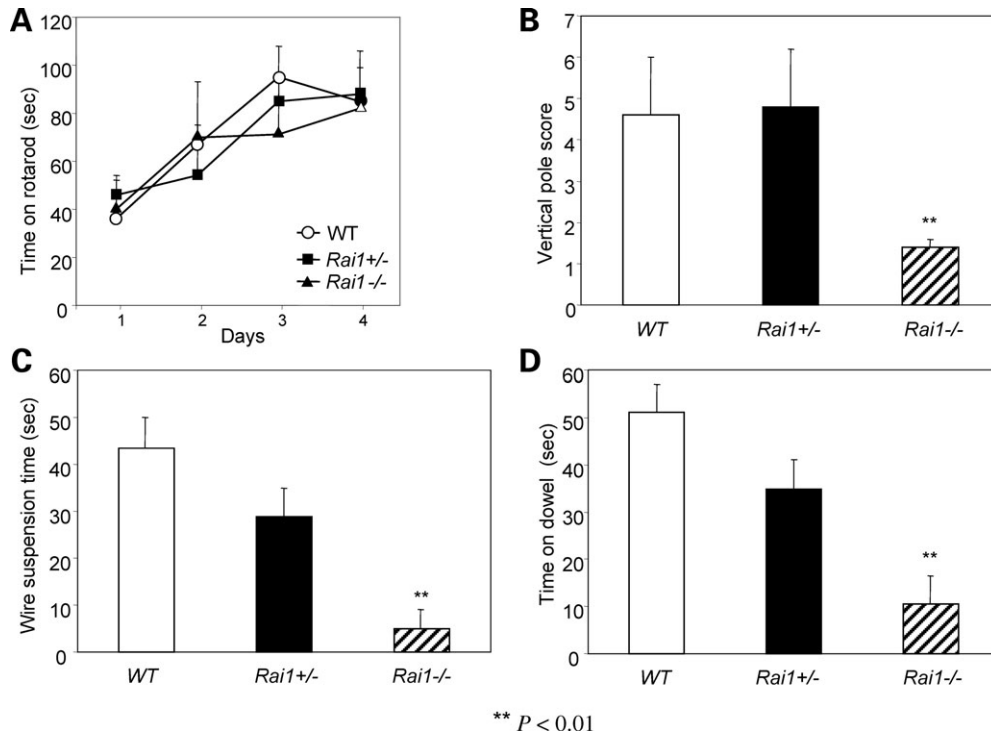 A
Time on rotarod (sec)
120
100
80
60
40
20
0
WT
Rai1+/-
Rai1-/-
1 2 3 4
Days
B
Vertical pole score
7
6
5
4
3
2
1
0
**
WT Rai1+/- Rai1-/-
C
Wire suspension time (sec)
60
50
40
30
20
10
0
**
WT Rai1+/- Rai1-/-
D
Time on dowel (sec)
60
50
40
30
20
10
0
**
WT Rai1+/- Rai1-/-
** P < 0.01